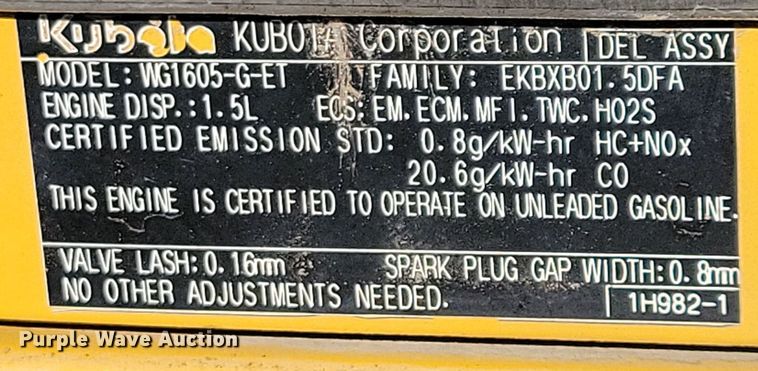 Kubota KUBOTA Corporation DEL ASSY
MODEL: WG1605-G-ET FAMILY: EKBXB01.5DFA
ENGINE DISP.:1.5L ECS:EM.ECM.MFI.TWC.HO2S
CERTIFIED EMISSION STD: 0.8g/kW-hr HC+NOx
20.6g/kW-hr CO
THIS ENGINE IS CERTIFIED TO OPERATE ON UNLEADED GASOLINE.
VALVE LASH:0.16mm SPARK PLUG GAP WIDTH:0.8mm
NO OTHER ADJUSTMENTS NEEDED. 1H982-1
Purple Wave Auction